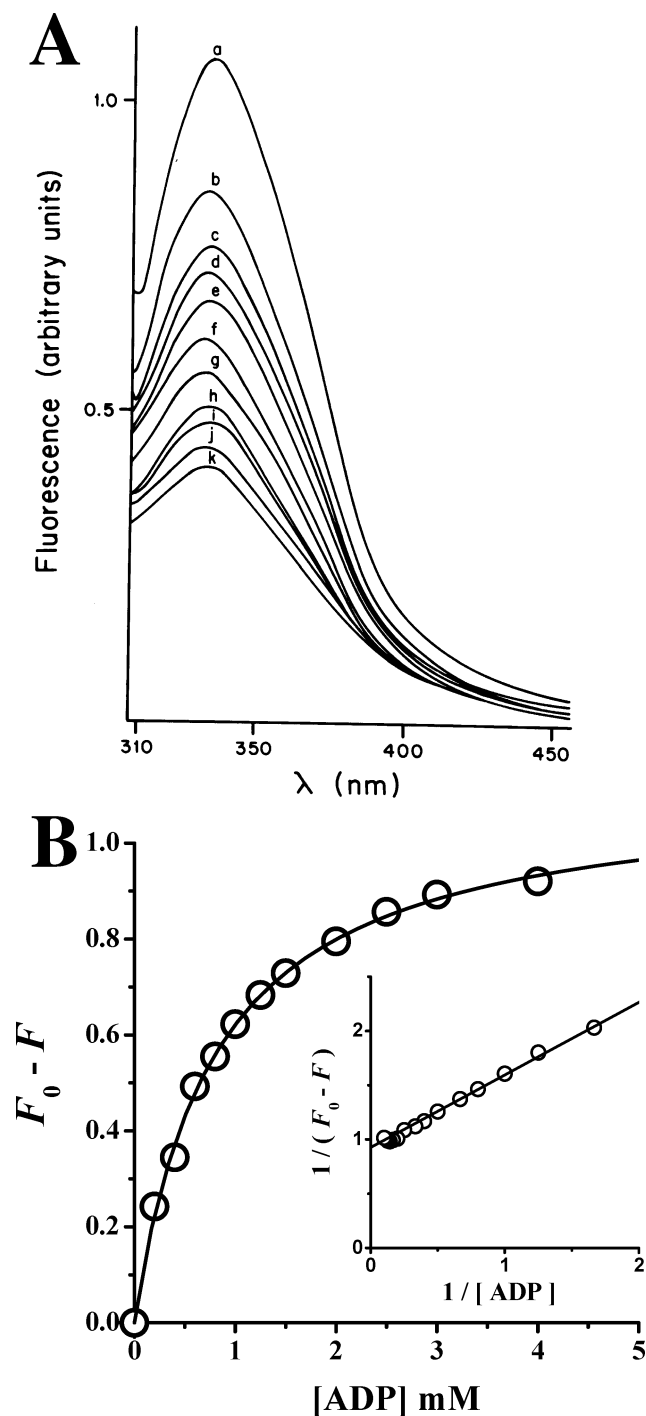 A
Fluorescence (arbitrary units)
1.0
0.5
a
b
c
d
e
f
g
h
i
j
k
310 350 400 450
λ (nm)
B
F0 - F
1.0
0.8
0.6
0.4
0.2
0.0
0 1 2 3 4 5
[ADP] mM
1 / ( F0 - F )
2
1
0
0 1 2
1 / [ ADP ]